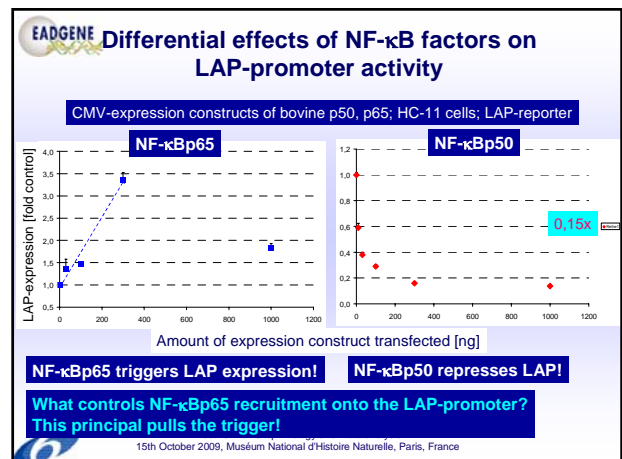 EADGENE
Differential effects of NF-κB factors on
LAP-promoter activity
CMV-expression constructs of bovine p50, p65; HC-11 cells; LAP-reporter
NF-κBp65
LAP-expression [fold control]
4,0
3,5
3,0
2,5
2,0
1,5
1,0
0,5
0
200
400
600
800
1000
1200
NF-κBp50
1,2
1,0
0,8
0,6
0,4
0,2
0,0
0
200
400
600
800
1000
1200
0,15x
Amount of expression construct transfected [ng]
NF-κBp65 triggers LAP expression!
NF-κBp50 represses LAP!
What controls NF-κBp65 recruitment onto the LAP-promoter?
This principal pulls the trigger!
15th October 2009, Muséum National d'Histoire Naturelle, Paris, France